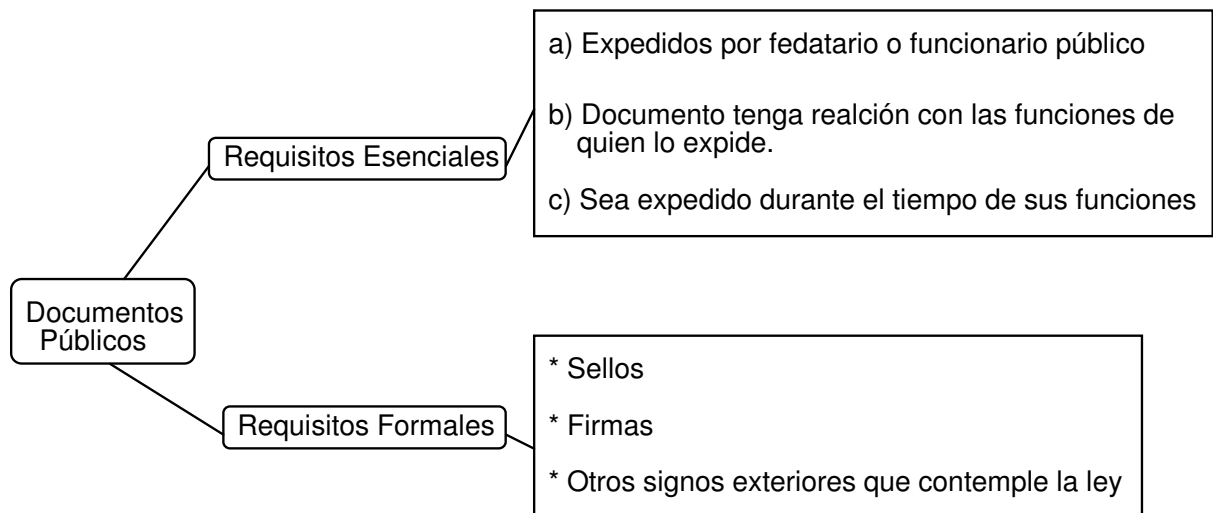 Documentos
Públicos
Requisitos Esenciales
a) Expedidos por fedatario o funcionario público
b) Documento tenga realción con las funciones de
quien lo expide.
c) Sea expedido durante el tiempo de sus funciones
Requisitos Formales
* Sellos
* Firmas
* Otros signos exteriores que contemple la ley